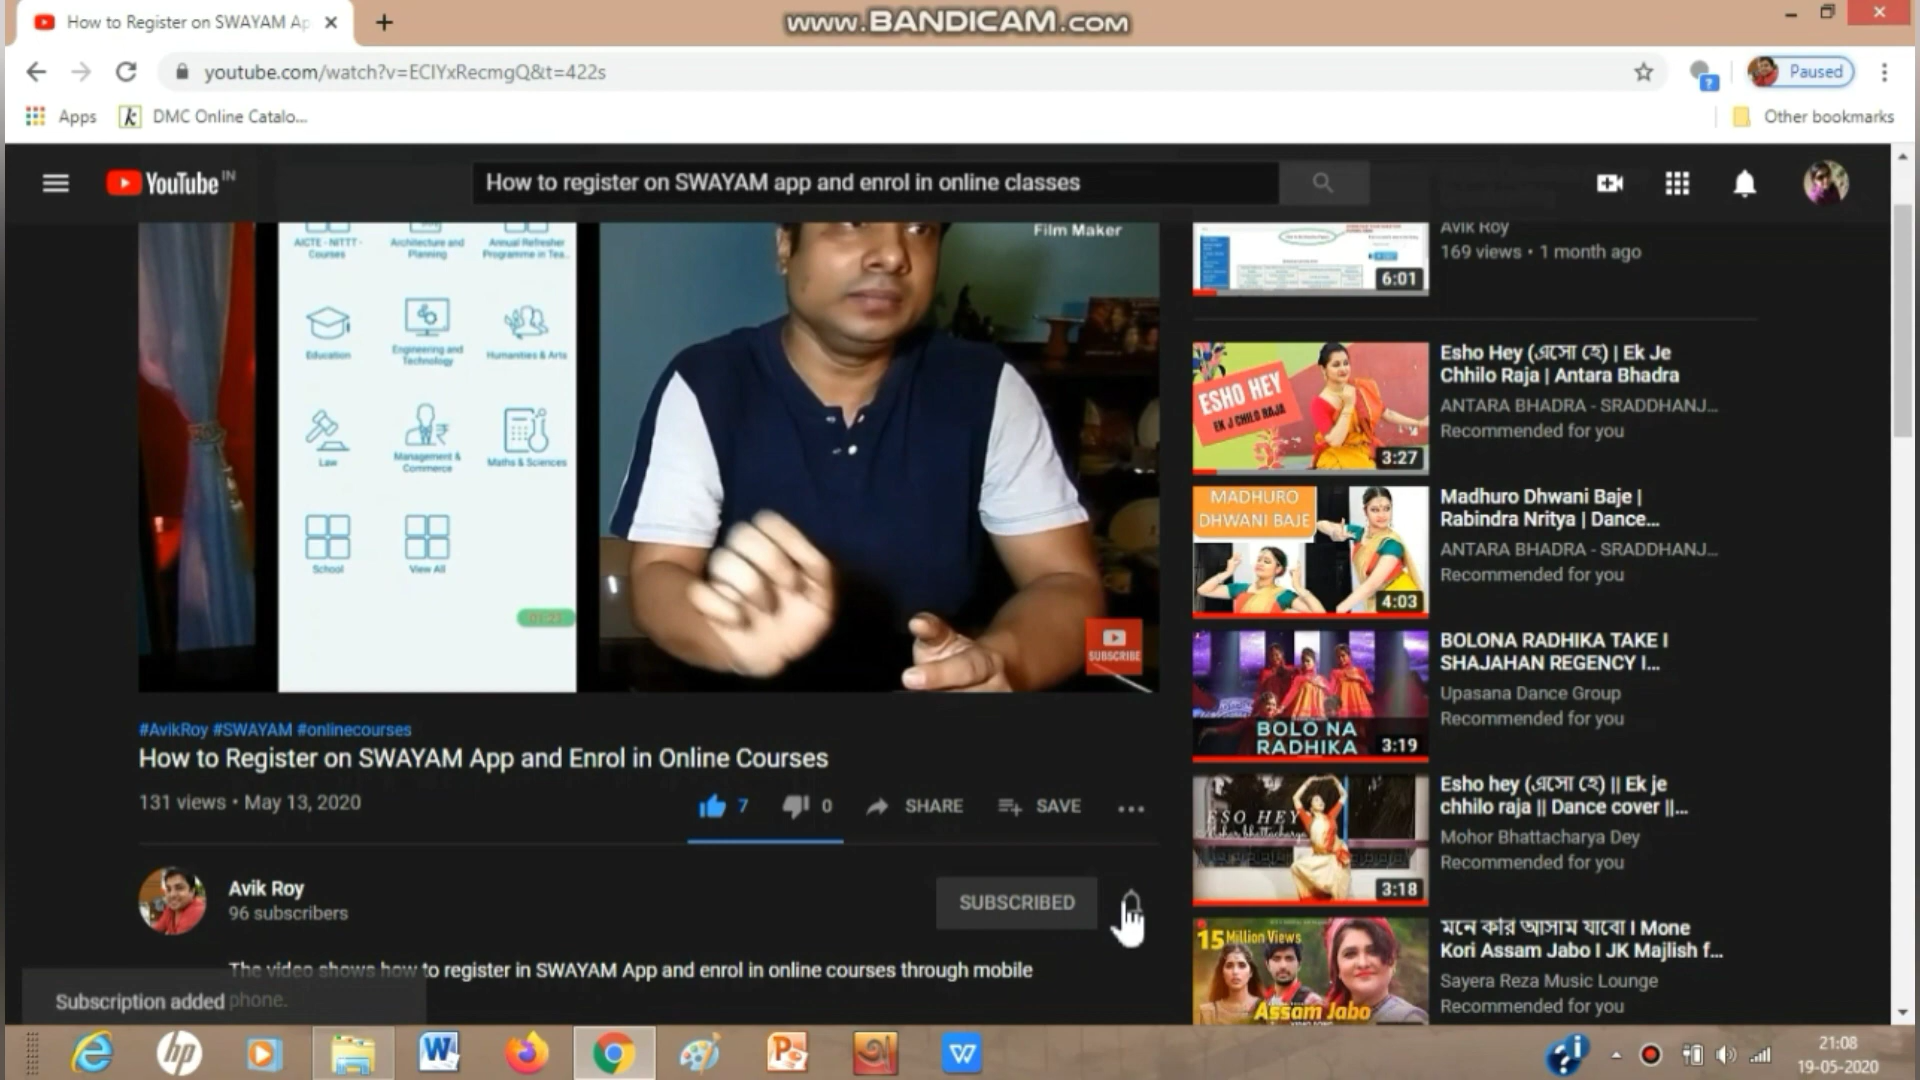 How to Register on SWAYAM Ap
www.BANDICAM.com
youtube.com/watch?v=ECIYxRecmgQ&t=422s
Paused
Apps
DMC Online Catalo...
Other bookmarks
YouTube IN
How to register on SWAYAM app and enrol in online classes
AICTE - NITTT - Courses
Architecture and Planning
Annual Refresher Programme in Tea...
Education
Engineering and Technology
Humanities & Arts
Law
Management & Commerce
Maths & Sciences
School
View All
Film Maker
SUBSCRIBE
#AvikRoy #SWAYAM #onlinecourses
How to Register on SWAYAM App and Enrol in Online Courses
131 views • May 13, 2020
7
0
SHARE
SAVE
Avik Roy
96 subscribers
SUBSCRIBED
The video shows how to register in SWAYAM App and enrol in online courses through mobile
phone.
Subscription added
Avik Roy
169 views • 1 month ago
6:01
ESHO HEY
EK J CHILO RAJA
3:27
Esho Hey (এসো হে) | Ek Je
Chhilo Raja | Antara Bhadra
ANTARA BHADRA - SRADDHANJ...
Recommended for you
MADHURO
DHWANI BAJE
4:03
Madhuro Dhwani Baje |
Rabindra Nritya | Dance...
ANTARA BHADRA - SRADDHANJ...
Recommended for you
BOLO NA
RADHIKA
3:19
BOLONA RADHIKA TAKE I
SHAJAHAN REGENCY I...
Upasana Dance Group
Recommended for you
ESO HEY
Mohor bhattacharya
3:18
Esho hey (এসো হে) || Ek je
chhilo raja || Dance cover ||...
Mohor Bhattacharya Dey
Recommended for you
15 Million Views
Assam Jabo
মনে করি আসাম যাবো I Mone
Kori Assam Jabo I JK Majlish f...
Sayera Reza Music Lounge
Recommended for you
21:08
19-05-2020